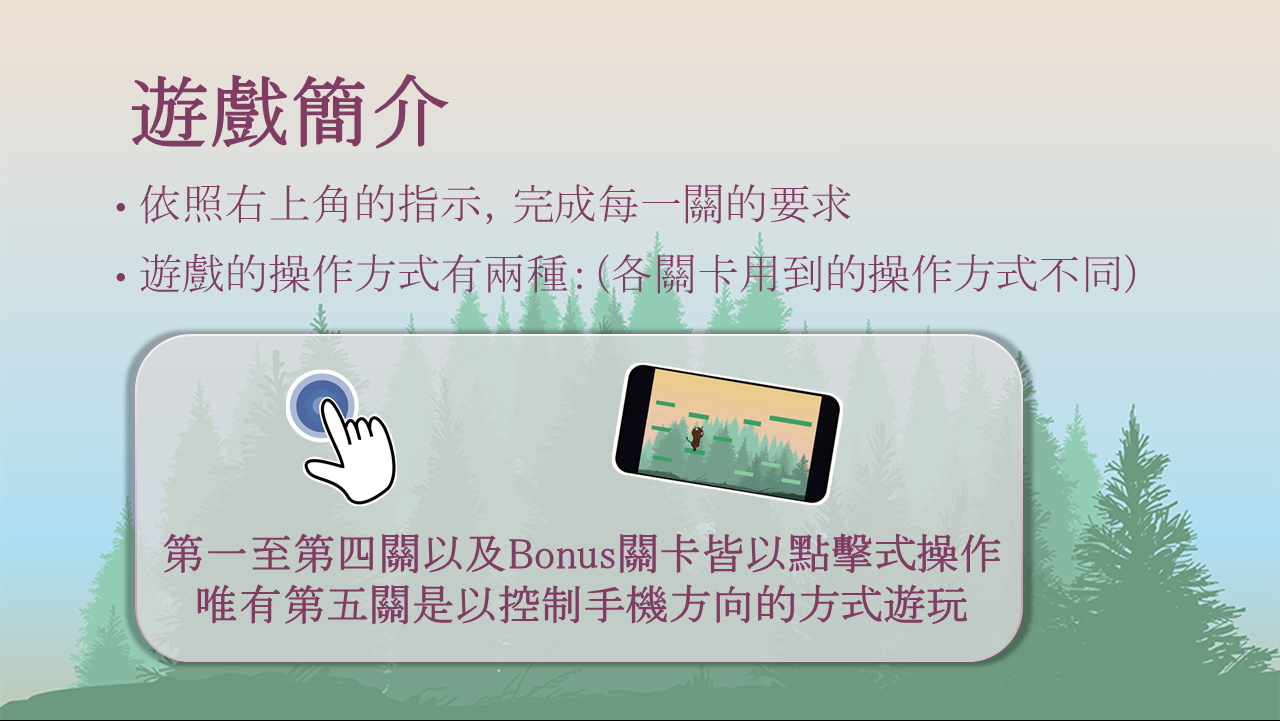 遊戲簡介
• 依照右上角的指示, 完成每一關的要求
• 遊戲的操作方式有兩種:(各關卡用到的操作方式不同)
第一至第四關以及Bonus關卡皆以點擊式操作
唯有第五關是以控制手機方向的方式遊玩